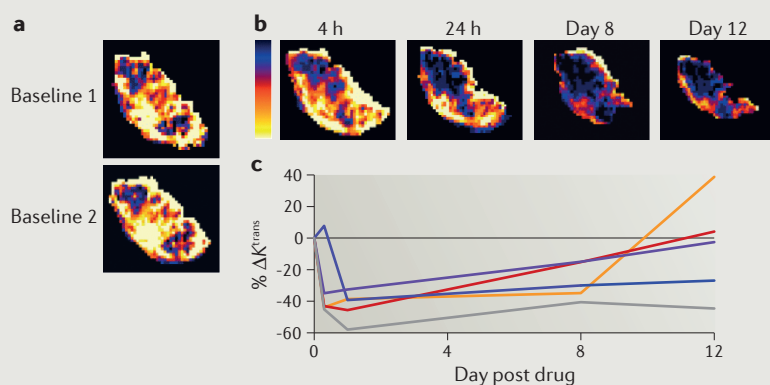 a
Baseline 1
Baseline 2
b
4 h
24 h
Day 8
Day 12
c
% ΔKᵗʳᵃⁿˢ
40
20
0
-20
-40
-60
0
4
8
12
Day post drug